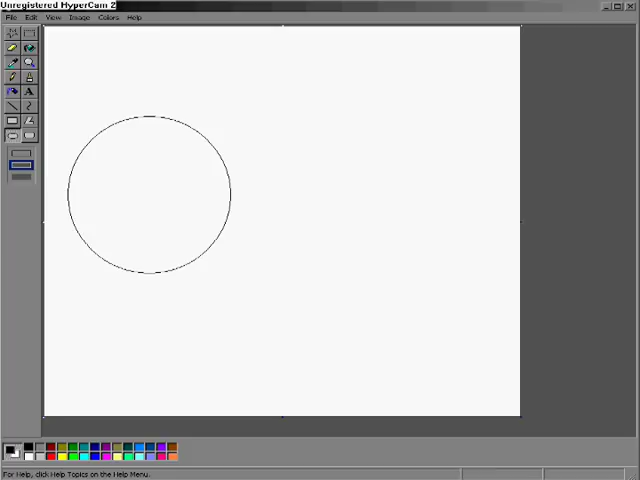 Unregistered HyperCam 2
File Edit View Image Colors Help
A
For Help, click Help Topics on the Help Menu.